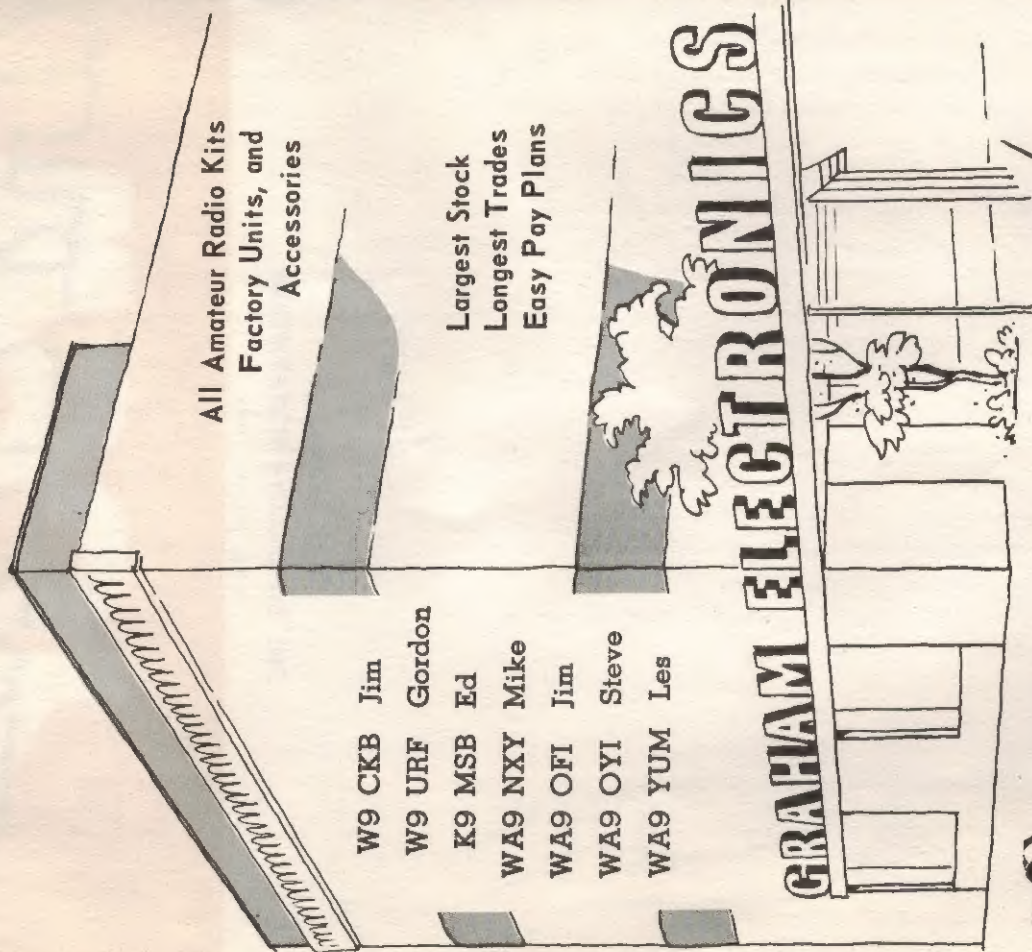 All Amateur Radio Kits
Factory Units, and
Accessories
Largest Stock
Longest Trades
Easy Pay Plans
W9 CKB Jim
W9 URF Gordon
K9 MSB Ed
WA9 NXY Mike
WA9 OFI Jim
WA9 OYI Steve
WA9 YUM Les
GRAHAM ELECTRONICS